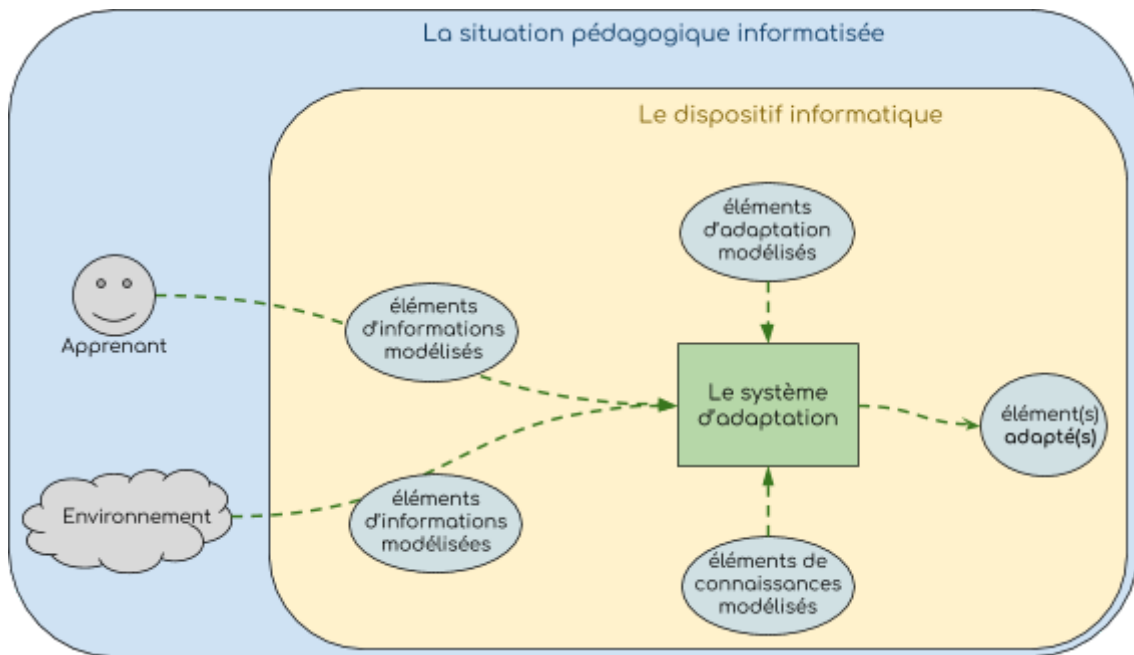 La situation pédagogique informatisée
Le dispositif informatique
éléments
d'adaptation
modélisés
Apprenant
éléments
d'informations
modélisés
Le système
d'adaptation
élément(s)
adapté(s)
Environnement
éléments
d'informations
modélisées
éléments de
connaissances
modélisés